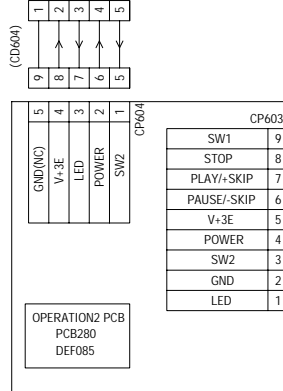 1 2 3 4 5
(CD604)
9 8 7 6 5
5 4 3 2 1
CP604
GND(NC)
V+3E
LED
POWER
SW2
CP603
SW1 9
STOP 8
PLAY/+SKIP 7
PAUSE/-SKIP 6
V+3E 5
POWER 4
SW2 3
GND 2
LED 1
OPERATION2 PCB
PCB280
DEF085